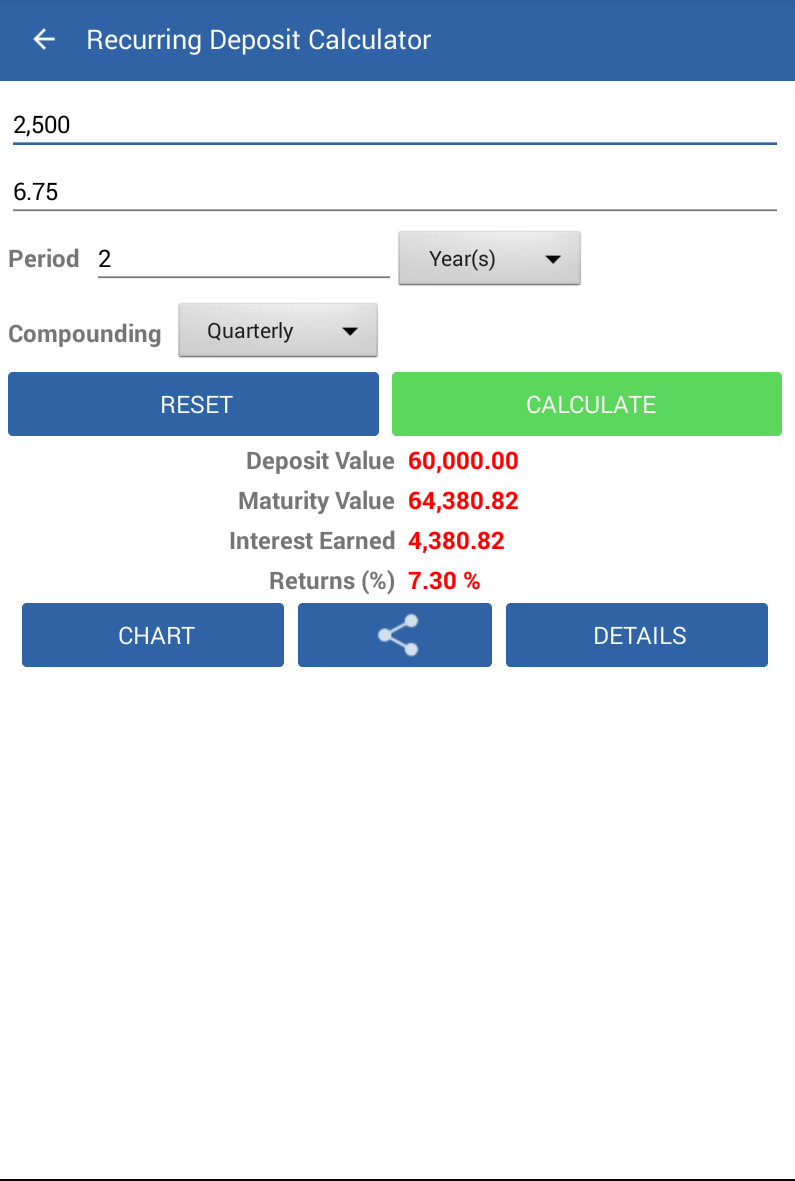 Recurring Deposit Calculator
2,500
6.75
Period 2 Year(s)
Compounding Quarterly
RESET CALCULATE
Deposit Value 60,000.00
Maturity Value 64,380.82
Interest Earned 4,380.82
Returns (%) 7.30 %
CHART DETAILS